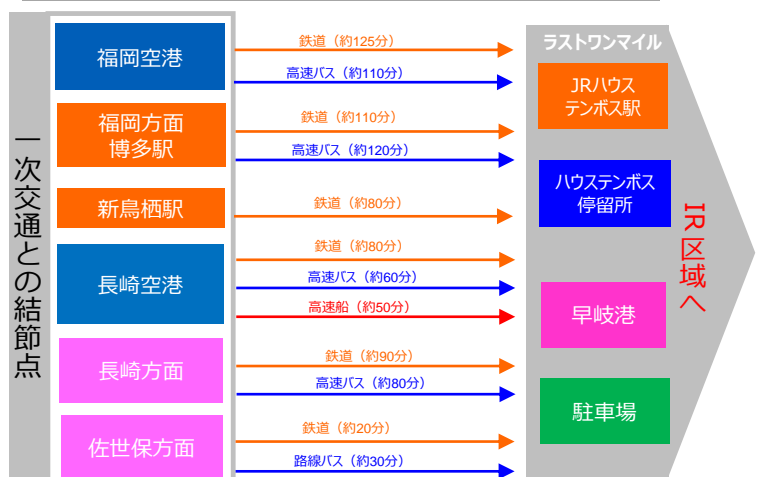 一次交通との結節点
福岡空港
鉄道（約125分）
高速バス（約110分）
福岡方面
博多駅
鉄道（約110分）
高速バス（約120分）
新鳥栖駅
鉄道（約80分）
長崎空港
鉄道（約80分）
高速バス（約60分）
高速船（約50分）
長崎方面
鉄道（約90分）
高速バス（約80分）
佐世保方面
鉄道（約20分）
路線バス（約30分）
ラストワンマイル
JRハウス
テンボス駅
ハウステンボス
停留所
早岐港
駐車場
IR区域へ